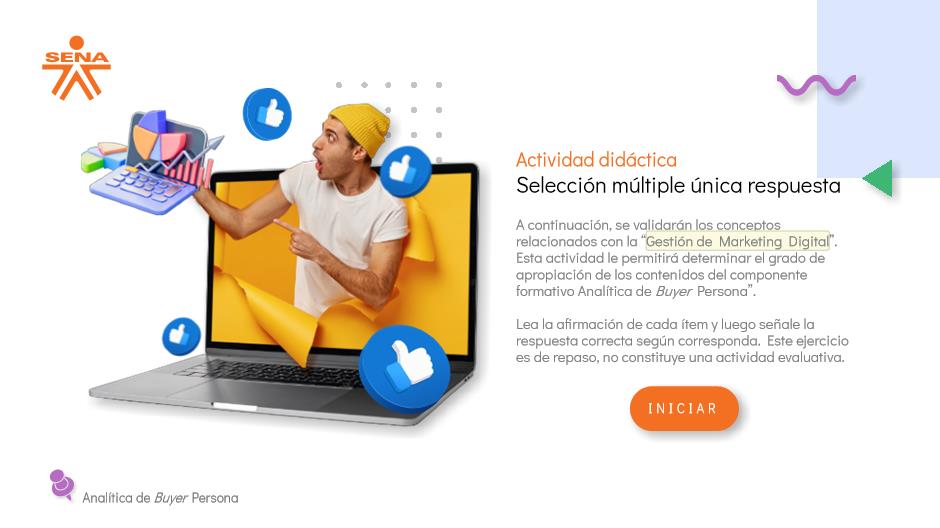 SENA
Actividad didáctica
Selección múltiple única respuesta
A continuación, se validarán los conceptos
relacionados con la “Gestión de Marketing Digital”.
Esta actividad le permitirá determinar el grado de
apropiación de los contenidos del componente
formativo Analítica de Buyer Persona”.
Lea la afirmación de cada ítem y luego señale la
respuesta correcta según corresponda. Este ejercicio
es de repaso, no constituye una actividad evaluativa.
INICIAR
Analítica de Buyer Persona